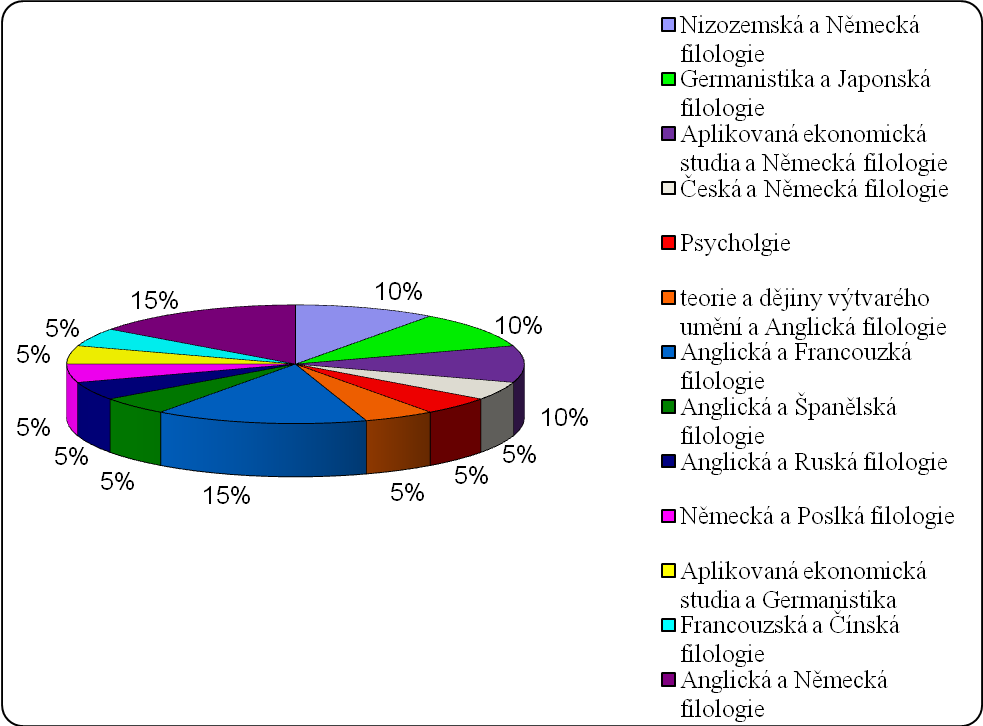 Nizozemská a Německá
filologie
Germanistika a Japonská
filologie
Aplikovaná ekonomická
studia a Německá filologie
Česká a Německá filologie
Psycholgie
teorie a dějiny výtvarého
umění a Anglická filologie
Anglická a Francouzká
filologie
Anglická a Španělská
filologie
Anglická a Ruská filologie
Německá a Poslká filologie
Aplikovaná ekonomická
studia a Germanistika
Francouzská a Čínská
filologie
Anglická a Německá
filologie
10%
10%
10%
5%
5%
5%
15%
5%
5%
5%
5%
5%
15%